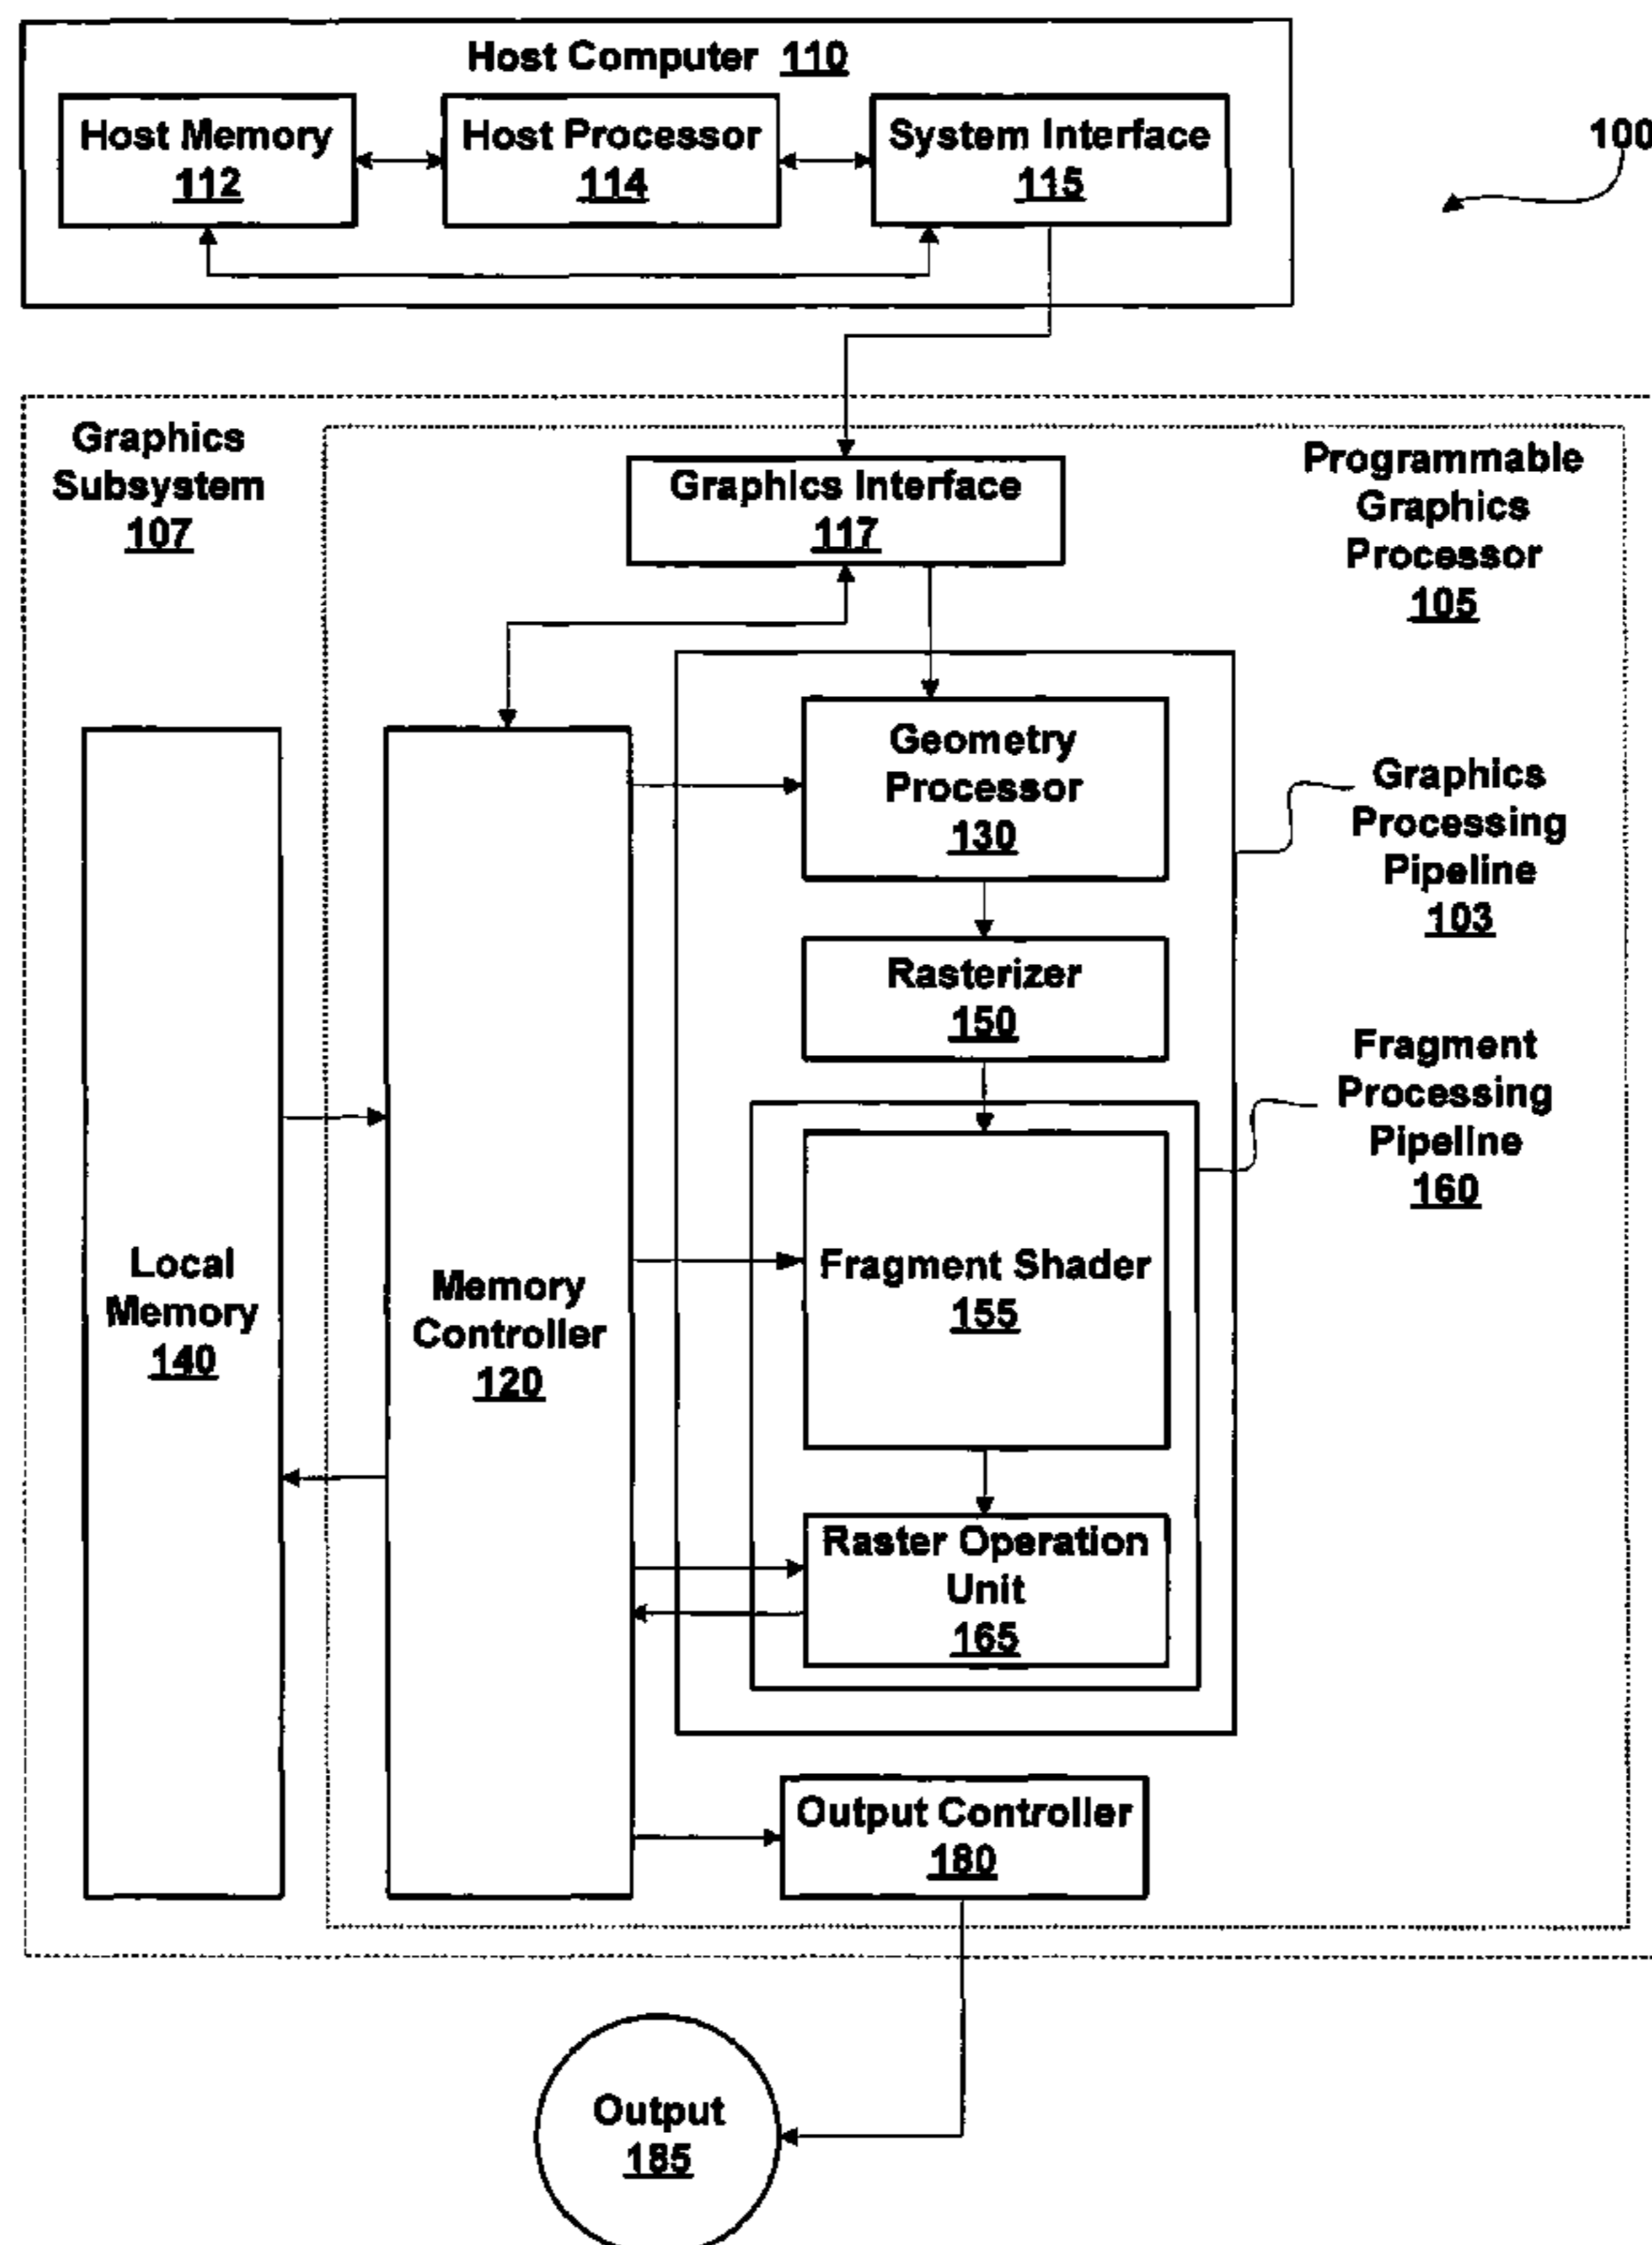 Host Computer 110
Host Memory
112
Host Processor
114
System Interface
115
100
Graphics
Subsystem
107
Graphics Interface
117
Programmable
Graphics
Processor
105
Geometry
Processor
130
Graphics
Processing
Pipeline
103
Rasterizer
150
Fragment
Processing
Pipeline
160
Local
Memory
140
Memory
Controller
120
Fragment Shader
155
Raster Operation
Unit
165
Output Controller
180
Output
185